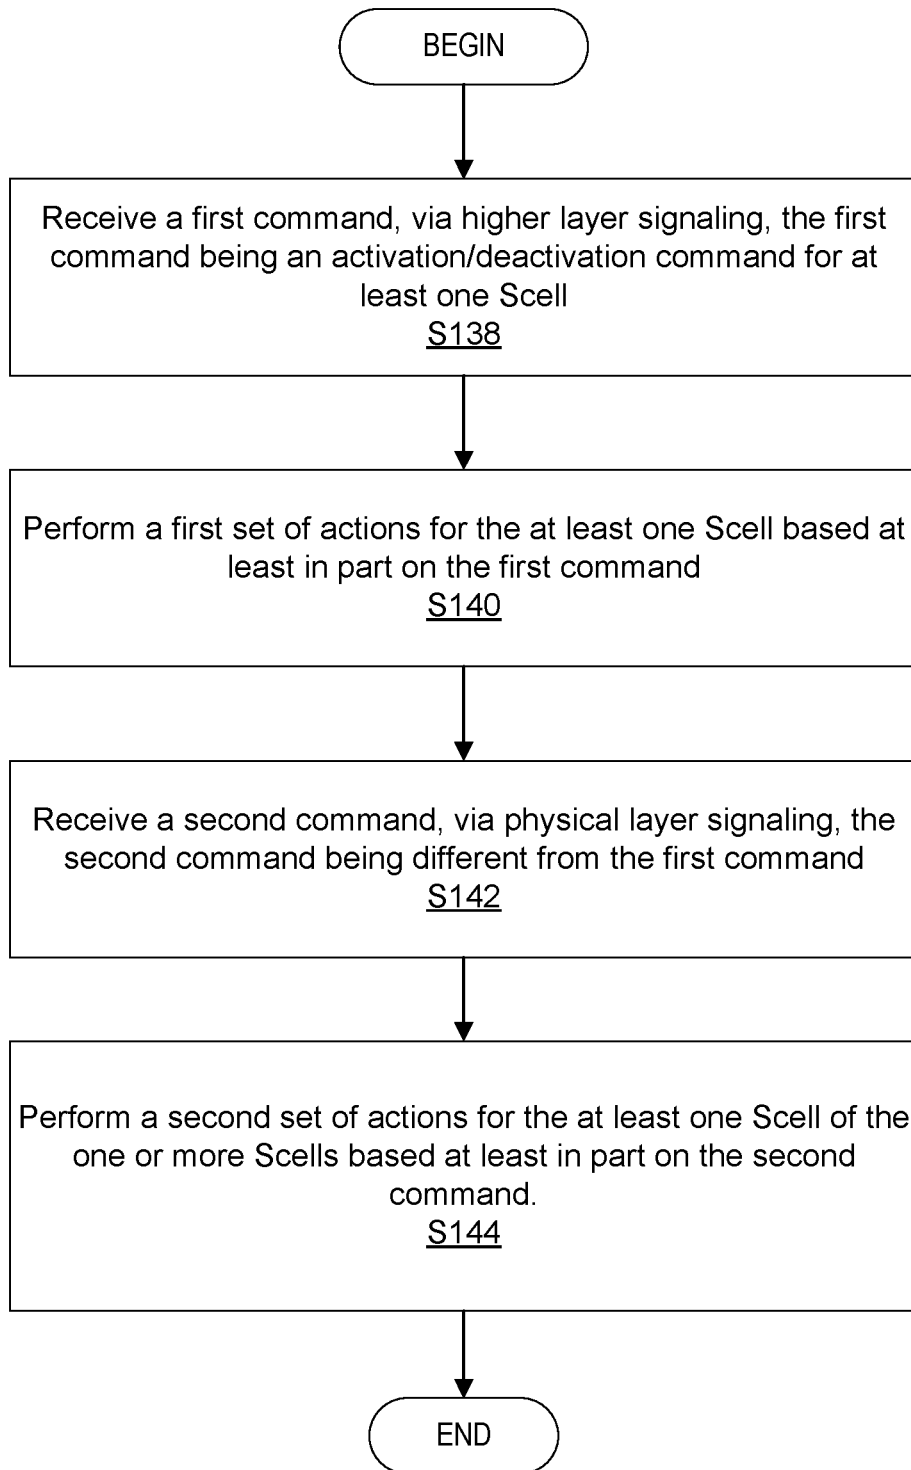 BEGIN
Receive a first command, via higher layer signaling, the first
command being an activation/deactivation command for at
least one Scell
S138
Perform a first set of actions for the at least one Scell based at
least in part on the first command
S140
Receive a second command, via physical layer signaling, the
second command being different from the first command
S142
Perform a second set of actions for the at least one Scell of the
one or more Scells based at least in part on the second
command.
S144
END